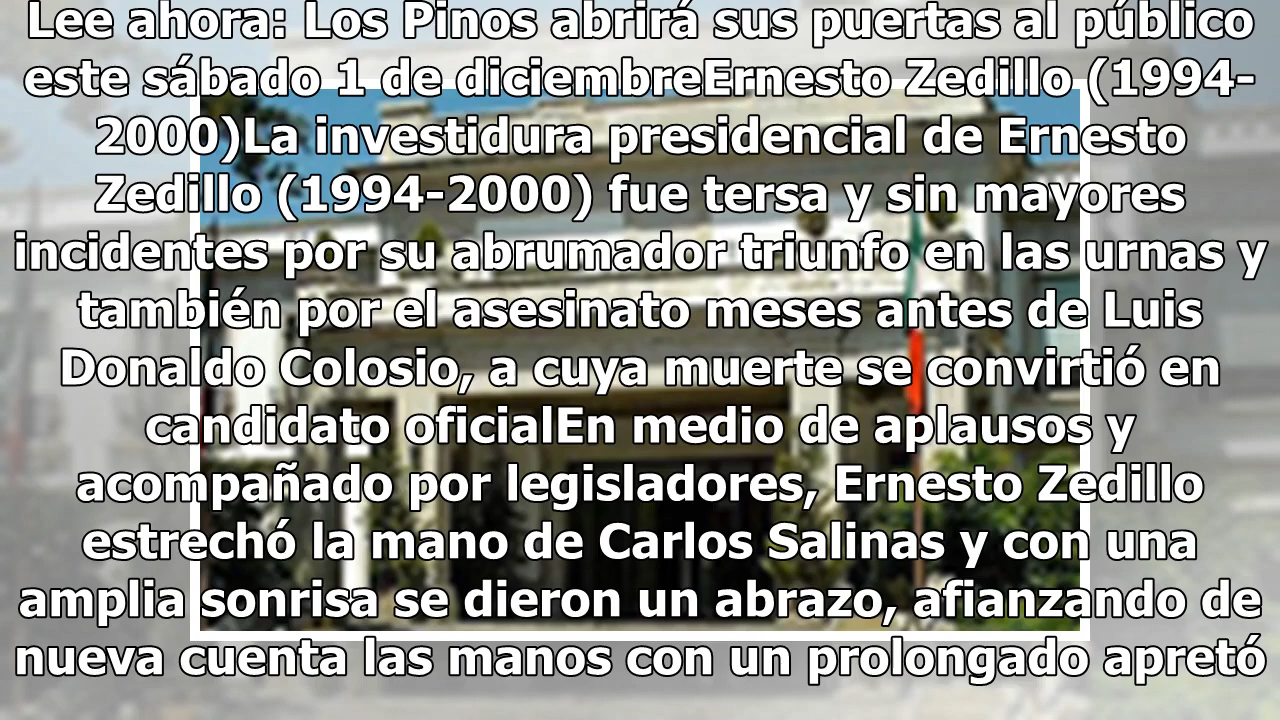 Lee ahora: Los Pinos abrirá sus puertas al público
este sábado 1 de diciembreErnesto Zedillo (1994-
2000)La investidura presidencial de Ernesto
Zedillo (1994-2000) fue tersa y sin mayores
incidentes por su abrumador triunfo en las urnas y
también por el asesinato meses antes de Luis
Donaldo Colosio, a cuya muerte se convirtió en
candidato oficialEn medio de aplausos y
acompañado por legisladores, Ernesto Zedillo
estrechó la mano de Carlos Salinas y con una
amplia sonrisa se dieron un abrazo, afianzando de
nueva cuenta las manos con un prolongado apretó